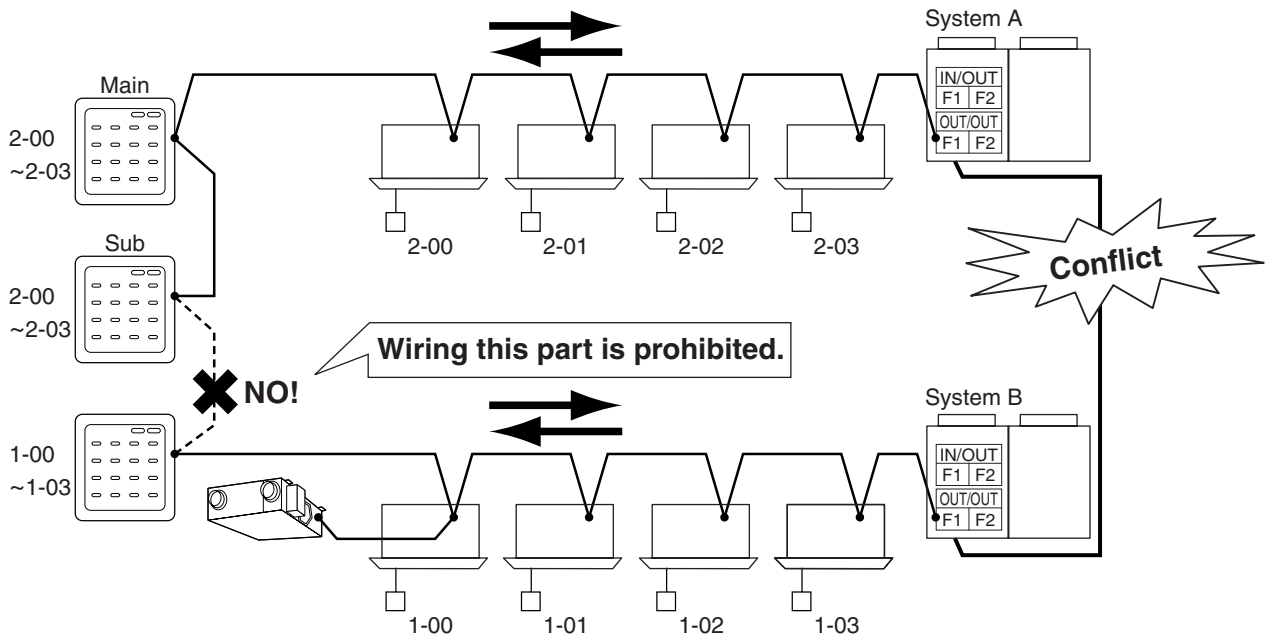 System A
Main
IN/OUT
F1 F2
OUT/OUT
F1 F2
2-00
~2-03
2-00
2-01
2-02
2-03
Sub
Conflict
2-00
~2-03
Wiring this part is prohibited.
NO!
System B
1-00
~1-03
IN/OUT
F1 F2
OUT/OUT
F1 F2
1-00
1-01
1-02
1-03